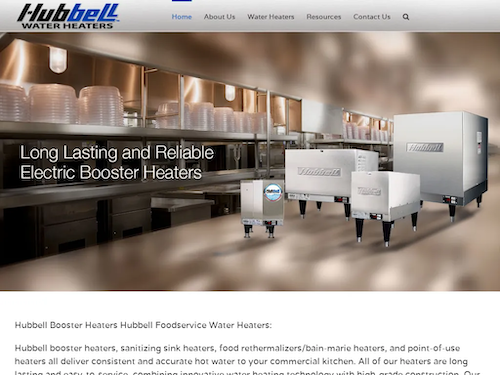 Hubbell
WATER HEATERS
Home About Us Water Heaters Resources Contact Us
Long Lasting and Reliable
Electric Booster Heaters
Hubbell
Hubbell Booster Heaters Hubbell Foodservice Water Heaters:
Hubbell booster heaters, sanitizing sink heaters, food rethermalizers/bain-marie heaters, and point-of-use
heaters all deliver consistent and accurate hot water to your commercial kitchen. All of our heaters are long
lasting and easy-to-service, combining innovative water heating technology with high-grade construction. Our